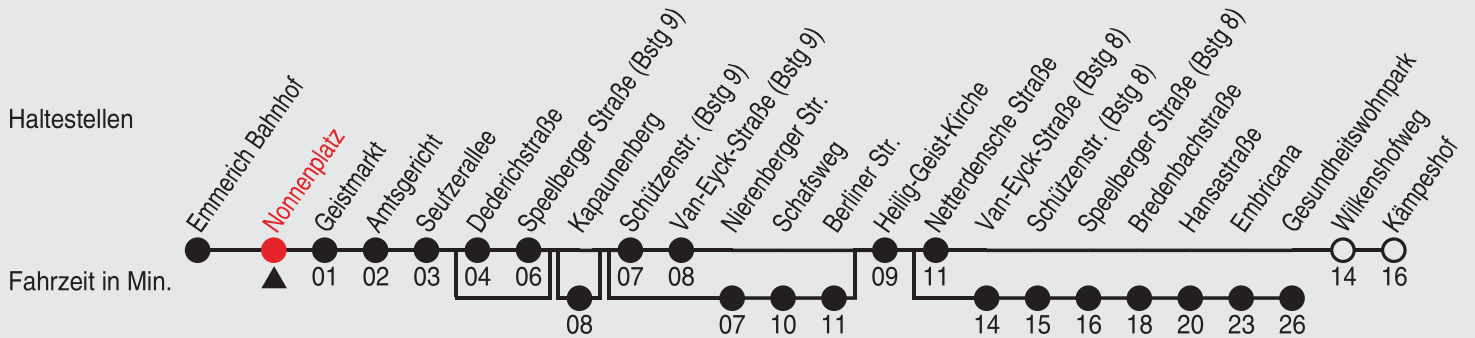 Haltestellen
Emmerich Bahnhof
Nonnenplatz
Geistmarkt
Amtsgericht
Seufzerallee
Dederichstraße
Speelberger Straße (Bstg 9)
Kapaunenberg
Schützenstr. (Bstg 9)
Van-Eyck-Straße (Bstg 9)
Nierenberger Str.
Schafsweg
Berliner Str.
Heilig-Geist-Kirche
Netterdensche Straße
Van-Eyck-Straße (Bstg 8)
Schützenstr. (Bstg 8)
Speelberger Straße (Bstg 8)
Bredenbachstraße
Hansastraße
Embricana
Gesundheitswohnpark
Wilkenshofweg
Kämpeshof
Fahrzeit in Min.
01 02 03 04 06 07 08 09 11 14 16
08 07 10 11 14 15 16 18 20 23 26